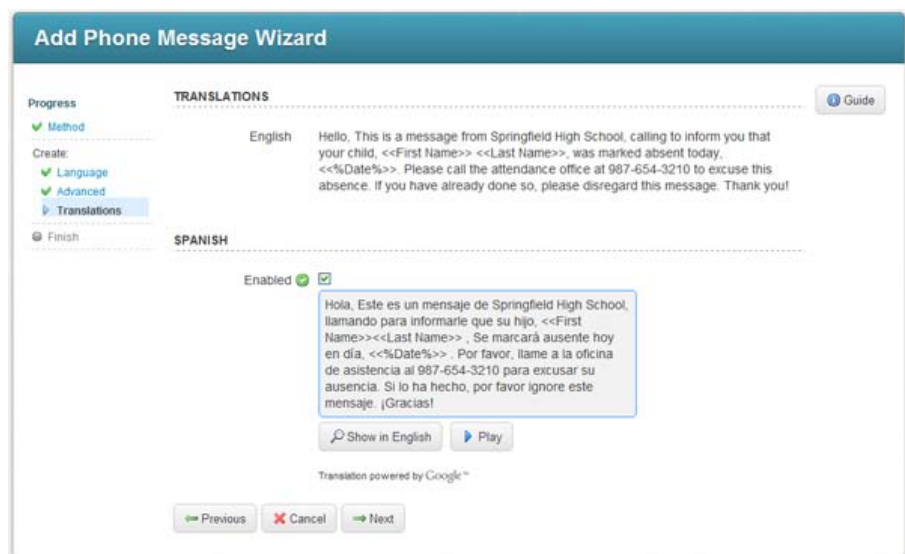 Add Phone Message Wizard
Progress
Method
Create:
Language
Advanced
Translations
Finish
TRANSLATIONS
Guide
English
Hello, This is a message from Springfield High School, calling to inform you that
your child, <<First Name>> <<Last Name>>, was marked absent today,
<<%Date%>>. Please call the attendance office at 987-654-3210 to excuse this
absence. If you have already done so, please disregard this message. Thank you!
SPANISH
Enabled
Hola, Este es un mensaje de Springfield High School,
llamando para informarle que su hijo, <<First
Name>><<Last Name>> , Se marcará ausente hoy
en día, <<%Date%>> . Por favor, llame a la oficina
de asistencia al 987-654-3210 para excusar su
ausencia. Si lo ha hecho, por favor ignore este
mensaje. ¡Gracias!
Show in English
Play
Translation powered by Google™
Previous
Cancel
Next